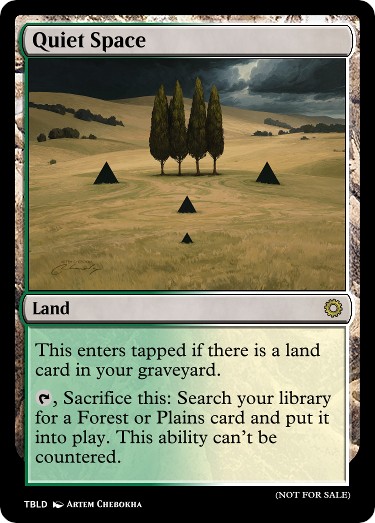 Quiet Space
Land
This enters tapped if there is a land
card in your graveyard.
, Sacrifice this: Search your library
for a Forest or Plains card and put it
into play. This ability can't be
countered.
TBLD ARTEM CHEBOKHA
(NOT FOR SALE)